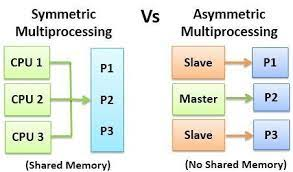 Symmetric
Multiprocessing
Vs
Asymmetric
Multiprocessing
CPU 1
CPU 2
CPU 3
P1
P2
P3
(Shared Memory)
Slave
P1
Master
P2
Slave
P3
(No Shared Memory)